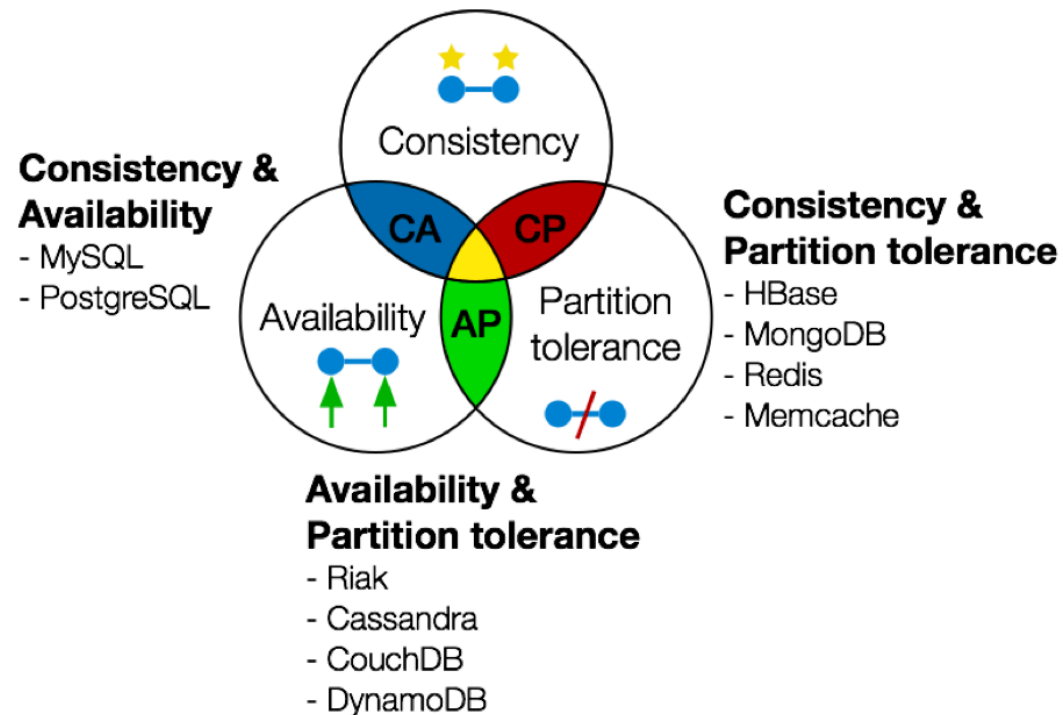 Consistency
Consistency &
Availability
- MySQL
- PostgreSQL
CA
CP
AP
Availability
Partition
tolerance
Consistency &
Partition tolerance
- HBase
- MongoDB
- Redis
- Memcache
Availability &
Partition tolerance
- Riak
- Cassandra
- CouchDB
- DynamoDB